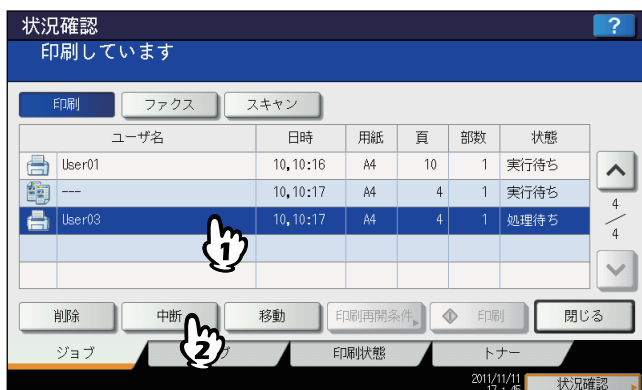 状況確認 ?
印刷しています
印刷 ファクス スキャン
ユーザ名 日時 用紙 頁 部数 状態
User01 10,10:16 A4 10 1 実行待ち
--- 10,10:17 A4 4 1 実行待ち
User03 10,10:17 A4 4 1 処理待ち
4
/
4
1
削除 中断 移動 印刷再開条件 印刷 閉じる
2
ジョブ グ 印刷状態 トナー
2011/11/11
17:45 状況確認